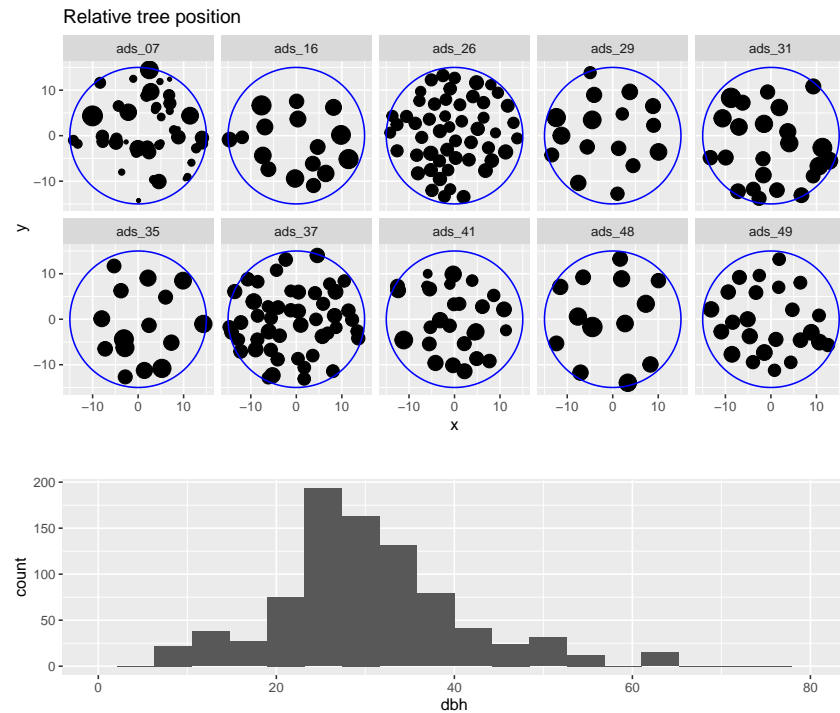 Relative tree position
ads_07 ads_16 ads_26 ads_29 ads_31
10
0
−10
ads_35 ads_37 ads_41 ads_48 ads_49
10
0
−10
−10 0 10 −10 0 10 −10 0 10 −10 0 10 −10 0 10
x
y
200
150
100
50
0
0 20 40 60 80
dbh
count